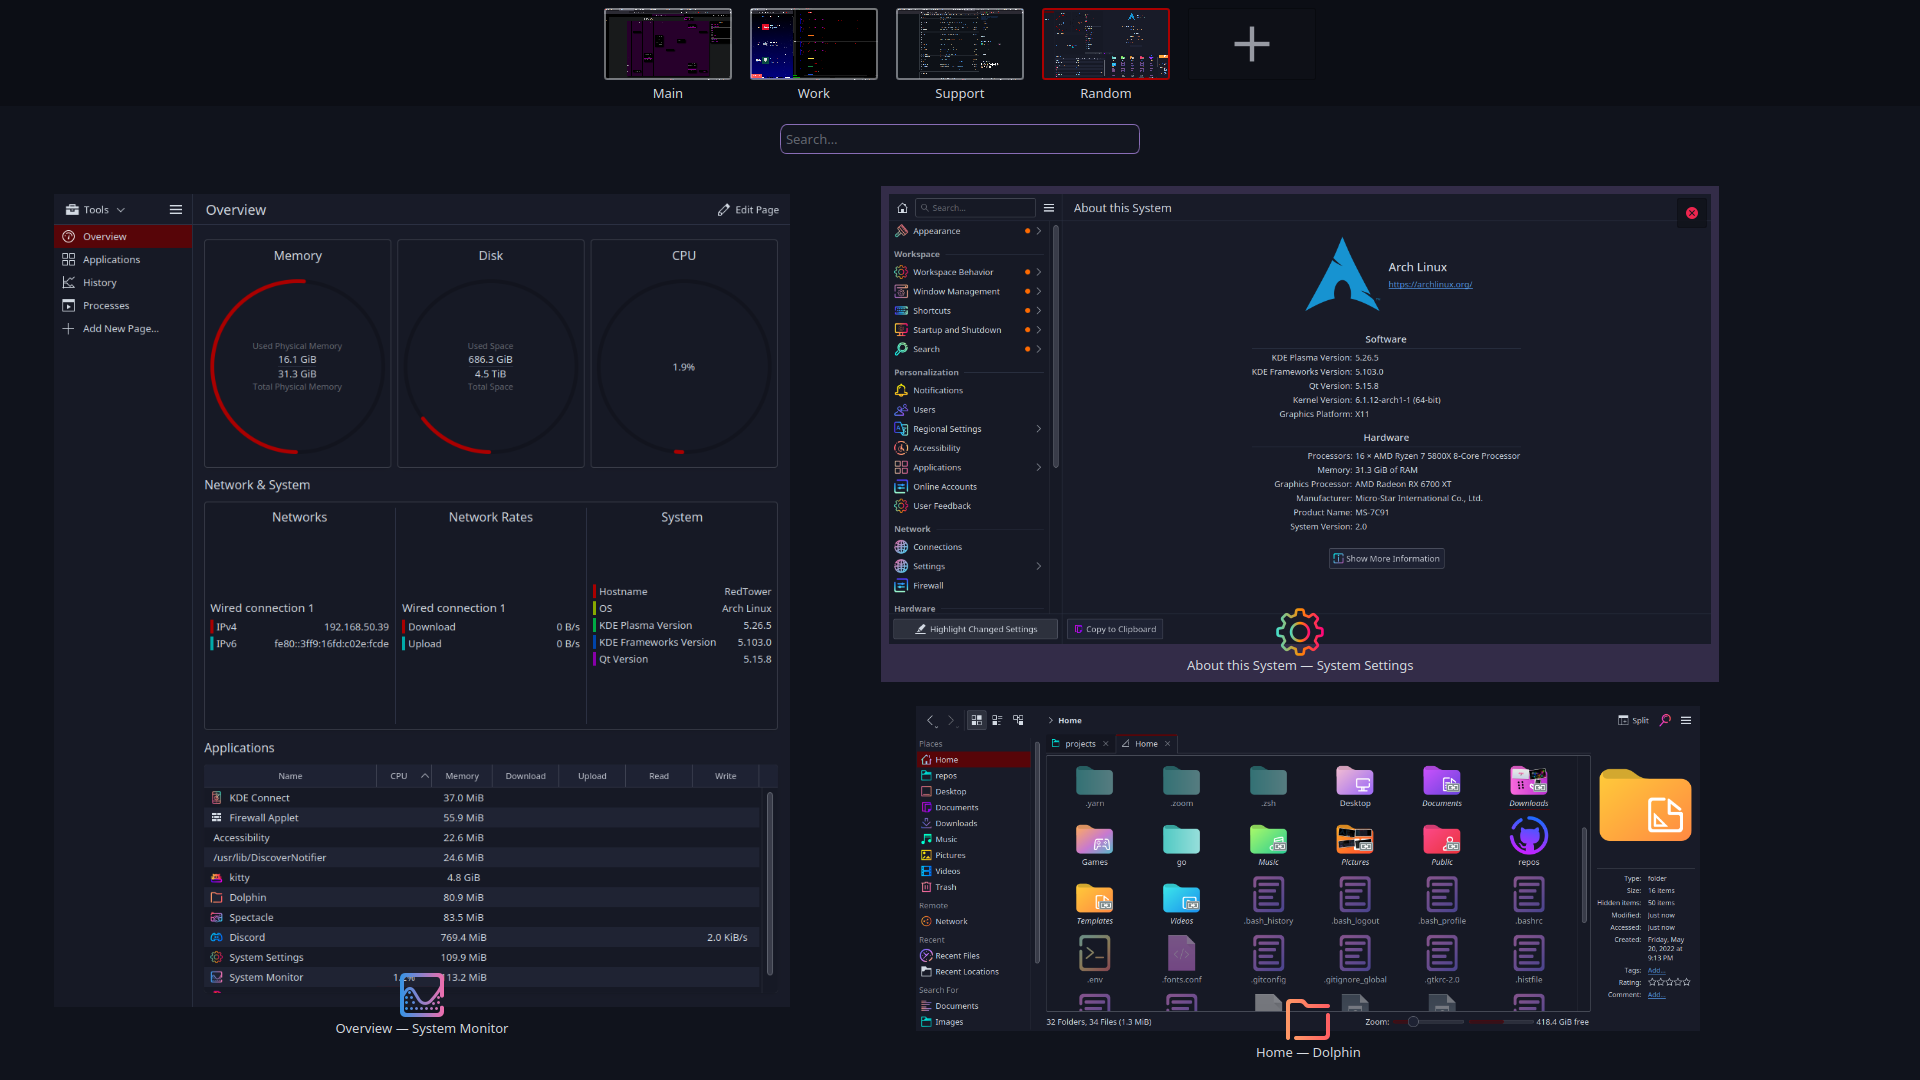 Main
Work
Support
Random
Search...
Tools
Overview
Edit Page
Overview
Applications
History
Processes
Add New Page...
Memory
Used Physical Memory
16.1 GiB
31.3 GiB
Total Physical Memory
Disk
Used Space
686.3 GiB
4.5 TiB
Total Space
CPU
1.9%
Network & System
Networks
Wired connection 1
IPv4 192.168.50.39
IPv6 fe80::3ff9:16fd:c02e:fcde
Network Rates
Wired connection 1
Download 0 B/s
Upload 0 B/s
System
Hostname RedTower
OS Arch Linux
KDE Plasma Version 5.26.5
KDE Frameworks Version 5.103.0
Qt Version 5.15.8
Applications
Name CPU Memory Download Upload Read Write
KDE Connect 37.0 MiB
Firewall Applet 55.9 MiB
Accessibility 22.6 MiB
/usr/lib/DiscoverNotifier 24.6 MiB
kitty 4.8 GiB
Dolphin 80.9 MiB
Spectacle 83.5 MiB
Discord 769.4 MiB 2.0 KiB/s
System Settings 109.9 MiB
System Monitor 113.2 MiB
Overview — System Monitor
Search...
About this System
Appearance
Workspace
Workspace Behavior
Window Management
Shortcuts
Startup and Shutdown
Search
Personalization
Notifications
Users
Regional Settings
Accessibility
Applications
Online Accounts
User Feedback
Network
Connections
Settings
Firewall
Hardware
Highlight Changed Settings
Arch Linux
https://archlinux.org/
Software
KDE Plasma Version: 5.26.5
KDE Frameworks Version: 5.103.0
Qt Version: 5.15.8
Kernel Version: 6.1.12-arch1-1 (64-bit)
Graphics Platform: X11
Hardware
Processors: 16 × AMD Ryzen 7 5800X 8-Core Processor
Memory: 31.3 GiB of RAM
Graphics Processor: AMD Radeon RX 6700 XT
Manufacturer: Micro-Star International Co., Ltd.
Product Name: MS-7C91
System Version: 2.0
Show More Information
Copy to Clipboard
About this System — System Settings
Home
Split
Places
Home
repos
Desktop
Documents
Downloads
Music
Pictures
Videos
Trash
Remote
Network
Recent
Recent Files
Recent Locations
Search For
Documents
Images
projects
Home
.yarn .zoom .zsh Desktop Documents Downloads
Games go Music Pictures Public repos
Templates Videos .bash_history .bash_logout .bash_profile .bashrc
.env .fonts.conf .gitconfig .gitignore_global .gtkrc-2.0 .histfile
32 Folders, 34 Files (1.3 MiB)
Zoom:
418.4 GiB free
Type: folder
Size: 16 items
Hidden items: 50 items
Modified: Just now
Accessed: Just now
Created: Friday, May
20, 2022 at
9:13 PM
Tags: Add...
Rating:
Comment: Add...
Home — Dolphin